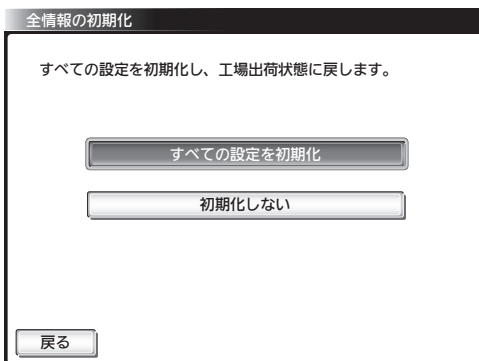 全情報の初期化
すべての設定を初期化し、工場出荷状態に戻します。
すべての設定を初期化
初期化しない
戻る